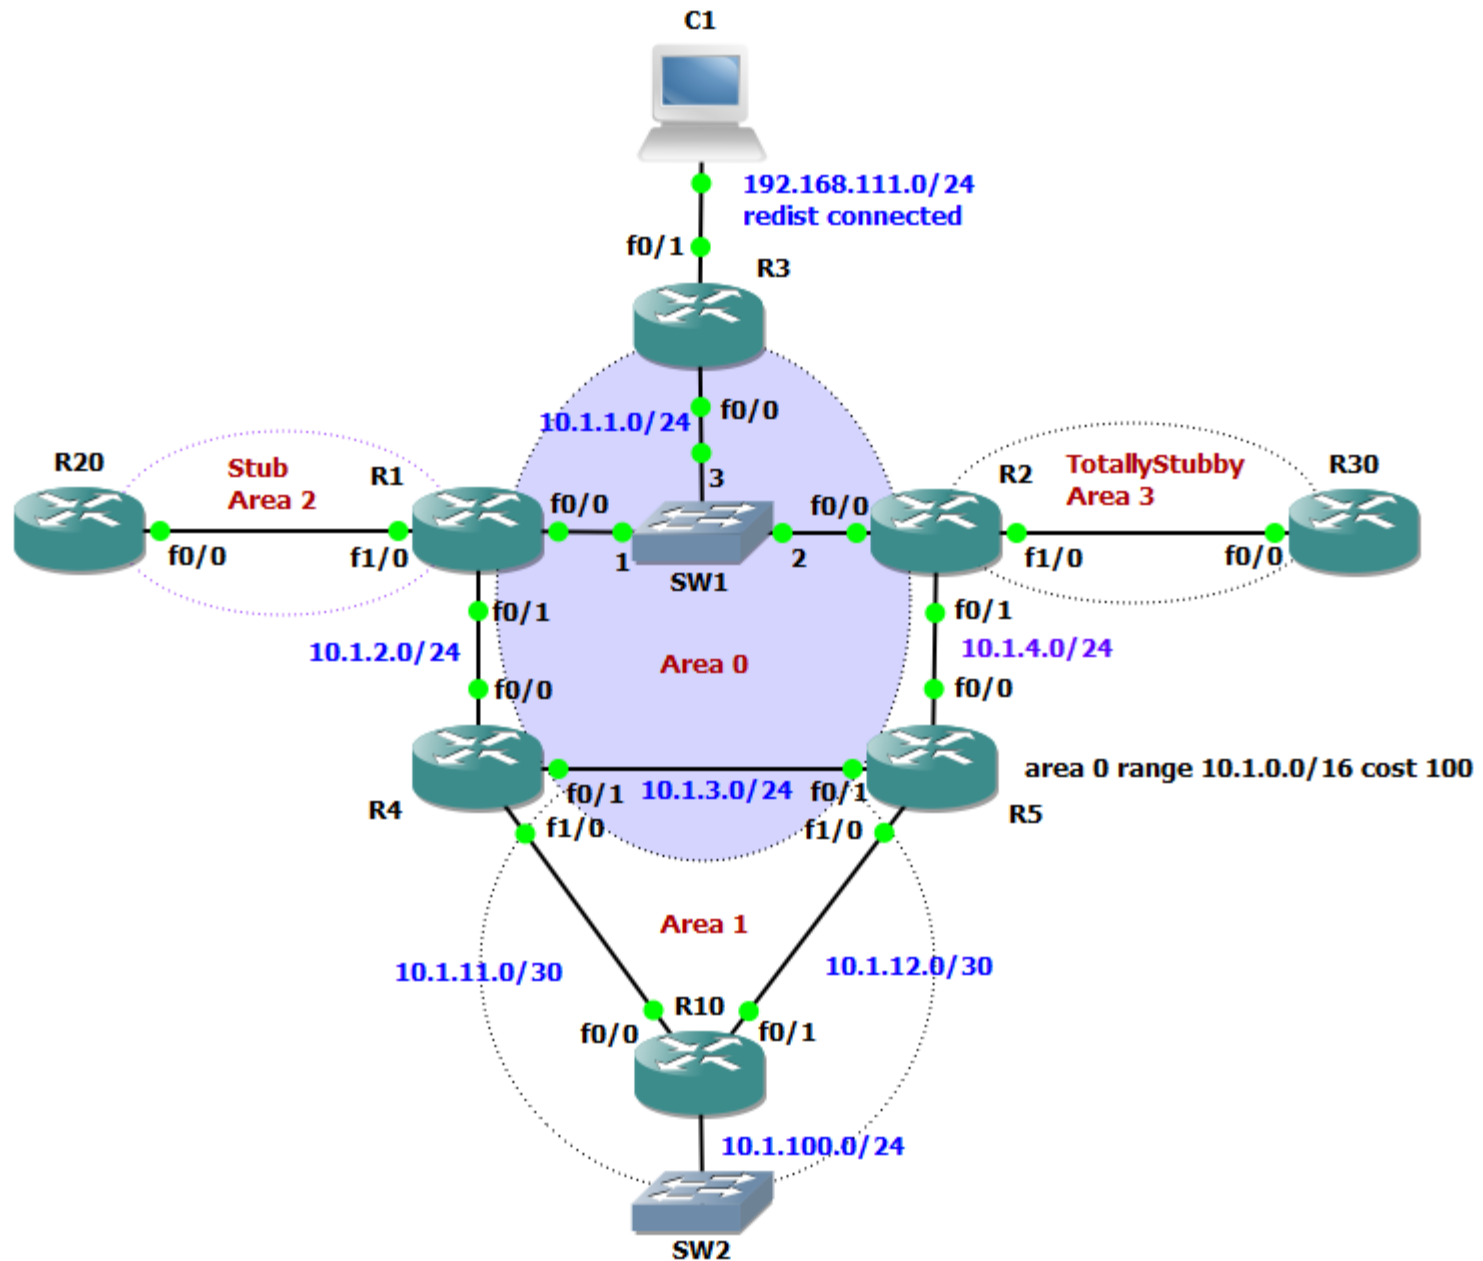 C1
192.168.111.0/24
redist connected
f0/1
R3
10.1.1.0/24
f0/0
3
R20
Stub
Area 2
R1
f0/0
f0/0
f1/0
1
SW1
2
f0/0
R2
TotallyStubby
Area 3
R30
f1/0
f0/0
f0/1
10.1.2.0/24
f0/0
Area 0
f0/1
10.1.4.0/24
f0/0
R4
f0/1
10.1.3.0/24
f0/1
area 0 range 10.1.0.0/16 cost 100
R5
f1/0
f1/0
Area 1
10.1.11.0/30
10.1.12.0/30
R10
f0/0
f0/1
10.1.100.0/24
SW2